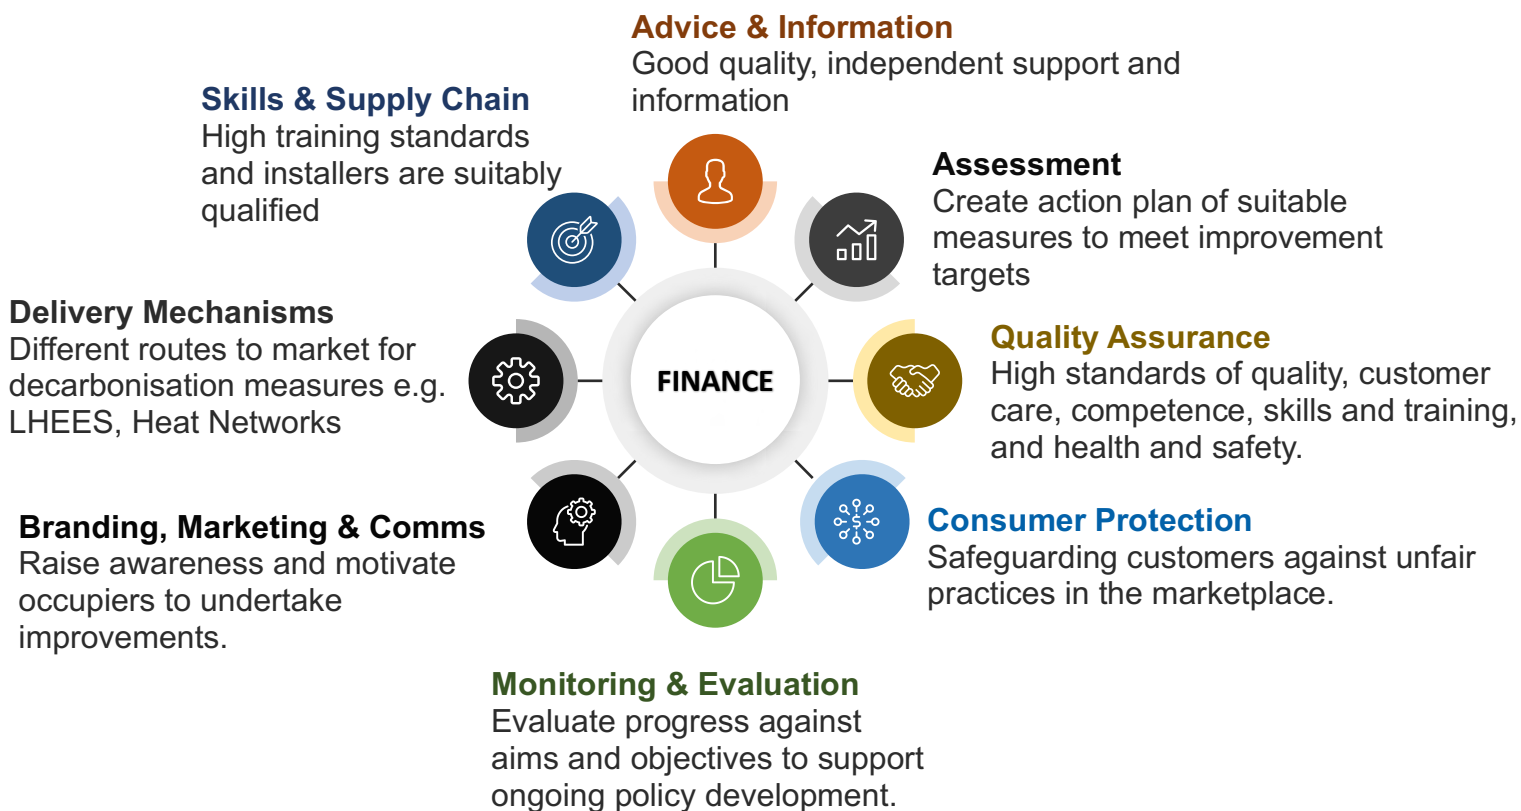 Advice & Information
Good quality, independent support and
information
Skills & Supply Chain
High training standards
and installers are suitably
qualified
Assessment
Create action plan of suitable
measures to meet improvement
targets
Delivery Mechanisms
Different routes to market for
decarbonisation measures e.g.
LHEES, Heat Networks
FINANCE
Quality Assurance
High standards of quality, customer
care, competence, skills and training,
and health and safety.
Branding, Marketing & Comms
Raise awareness and motivate
occupiers to undertake
improvements.
$
Consumer Protection
Safeguarding customers against unfair
practices in the marketplace.
Monitoring & Evaluation
Evaluate progress against
aims and objectives to support
ongoing policy development.